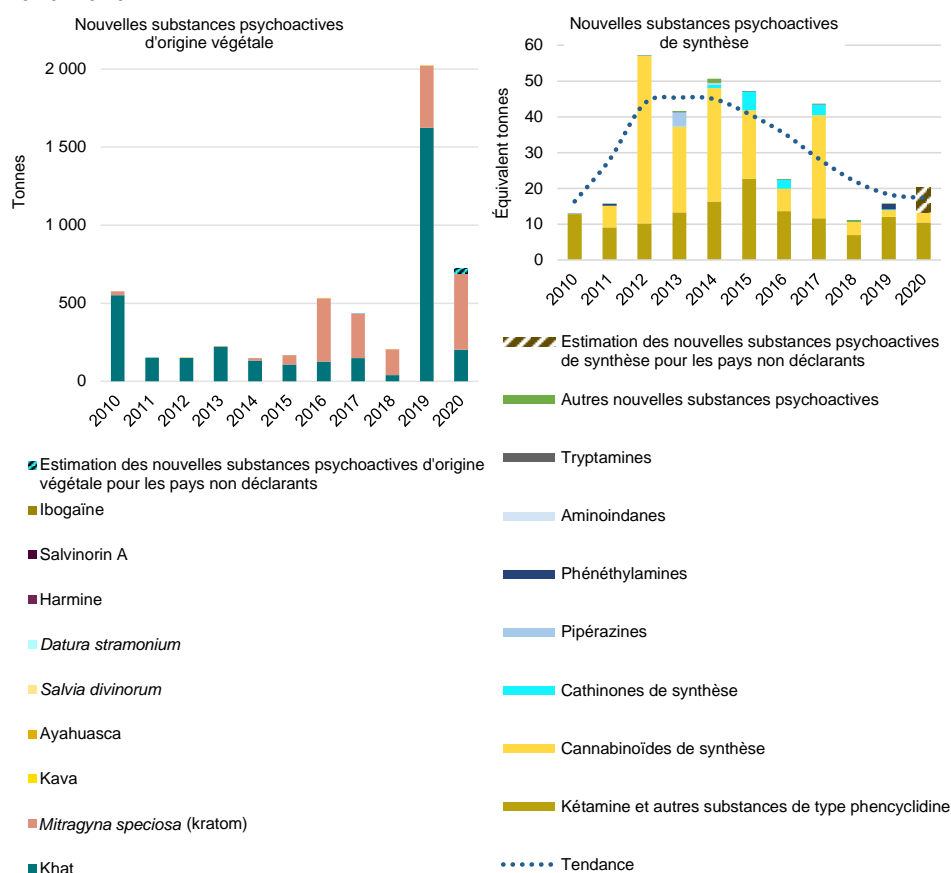 Nouvelles substances psychoactives
d'origine végétale
Tonnes
2 000
1 500
1 000
500
0
2010
2011
2012
2013
2014
2015
2016
2017
2018
2019
2020
Estimation des nouvelles substances psychoactives d'origine
végétale pour les pays non déclarants
Ibogaïne
Salvinorin A
Harmine
Datura stramonium
Salvia divinorum
Ayahuasca
Kava
Mitragyna speciosa (kratom)
Khat
Nouvelles substances psychoactives
de synthèse
Équivalent tonnes
60
50
40
30
20
10
0
2010
2011
2012
2013
2014
2015
2016
2017
2018
2019
2020
Estimation des nouvelles substances psychoactives
de synthèse pour les pays non déclarants
Autres nouvelles substances psychoactives
Tryptamines
Aminoindanes
Phénéthylamines
Pipérazines
Cathinones de synthèse
Cannabinoïdes de synthèse
Kétamine et autres substances de type phencyclidine
Tendance